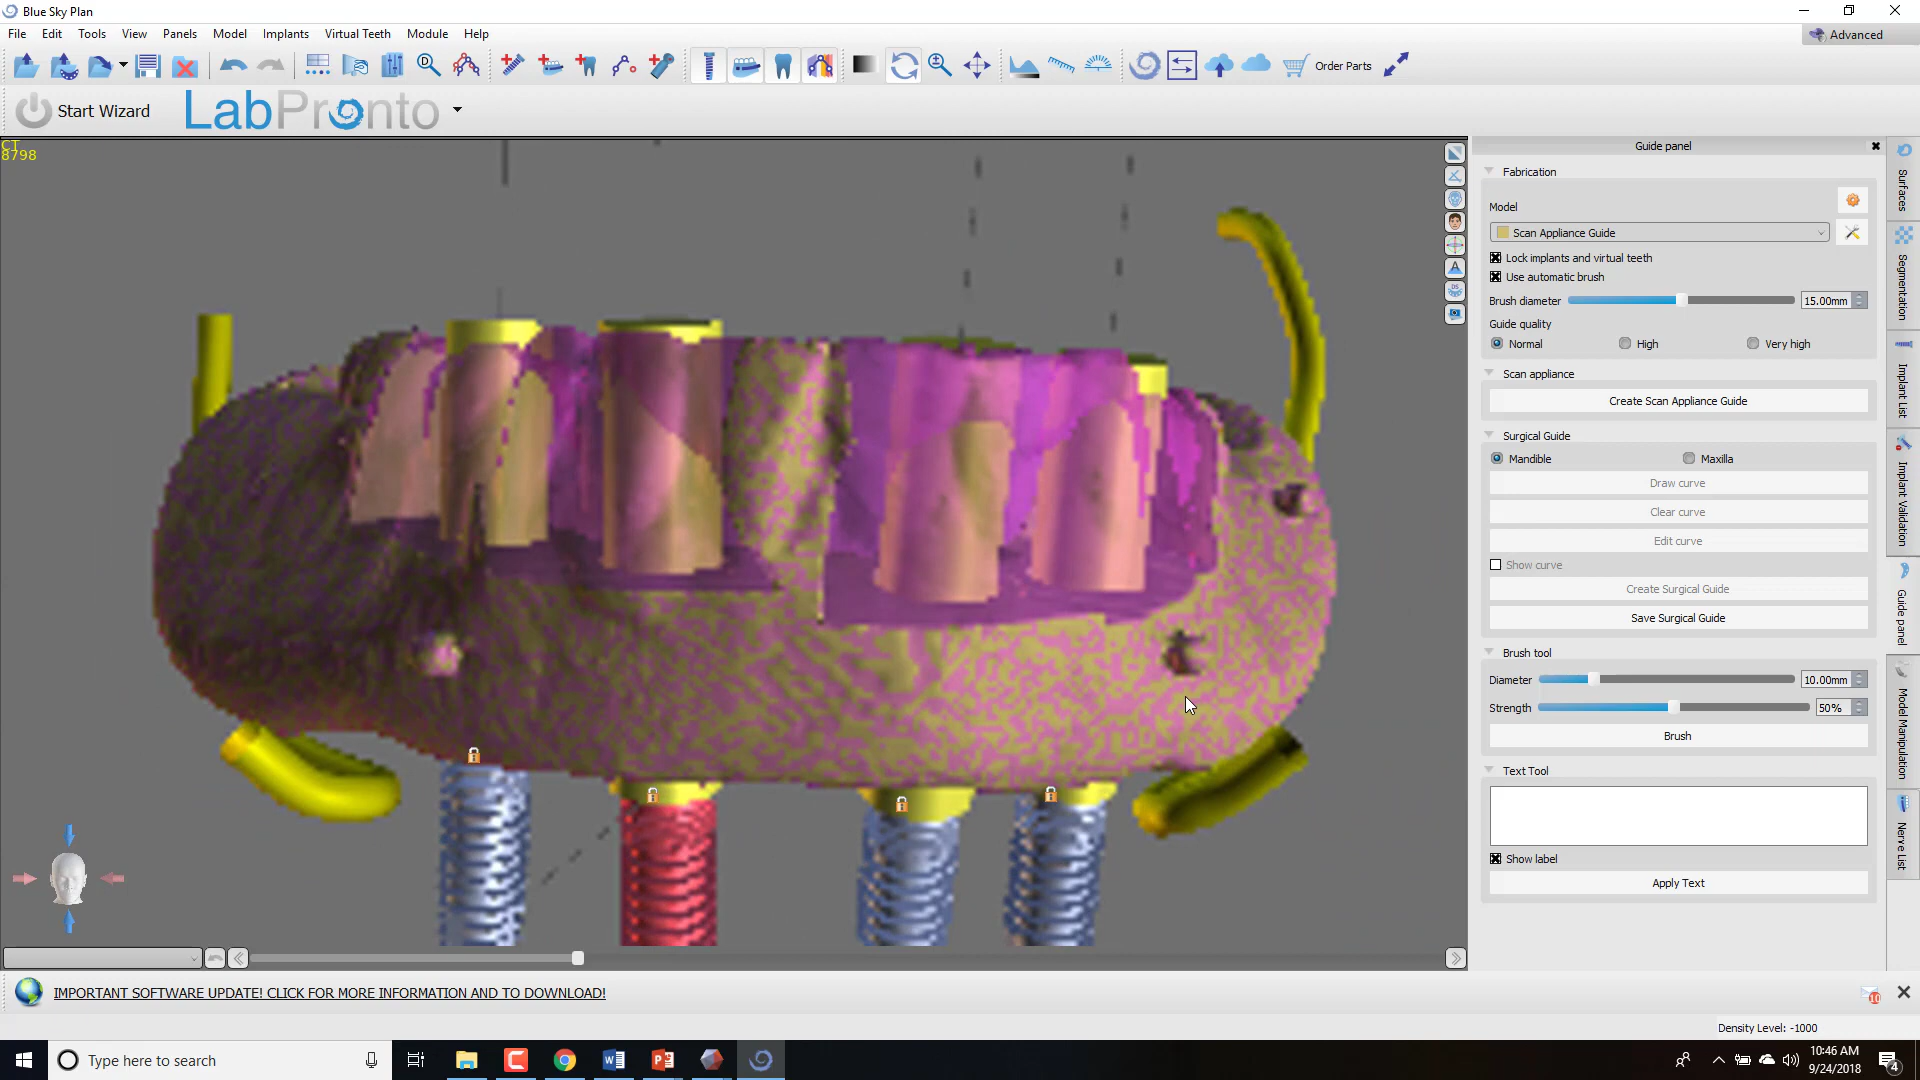 Blue Sky Plan
File Edit Tools View Panels Model Implants Virtual Teeth Module Help
Advanced
D
Order Parts
Start Wizard
LabPronto
CT
8798
Guide panel
Fabrication
Model
Scan Appliance Guide
Lock implants and virtual teeth
Use automatic brush
Brush diameter 15.00mm
Guide quality
Normal High Very high
Scan appliance
Create Scan Appliance Guide
Surgical Guide
Mandible Maxilla
Draw curve
Clear curve
Edit curve
Show curve
Create Surgical Guide
Save Surgical Guide
Brush tool
Diameter 10.00mm
Strength 50%
Brush
Text Tool
Show label
Apply Text
Surfaces
Segmentation
Implant List
Implant Validation
Guide panel
Model Manipulation
Nerve List
IMPORTANT SOFTWARE UPDATE! CLICK FOR MORE INFORMATION AND TO DOWNLOAD!
10
Density Level: -1000
Type here to search
10:46 AM
9/24/2018
4